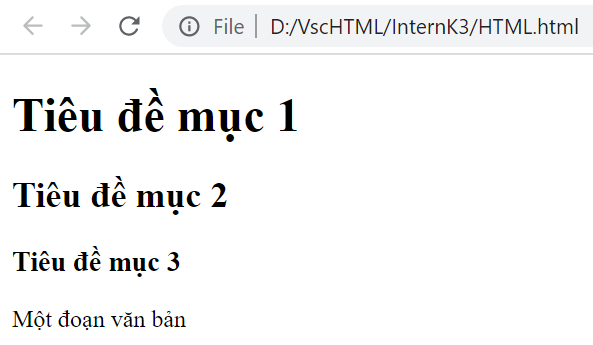 File | D:/VscHTML/InternK3/HTML.html
Tiêu đề mục 1
Tiêu đề mục 2
Tiêu đề mục 3
Một đoạn văn bản